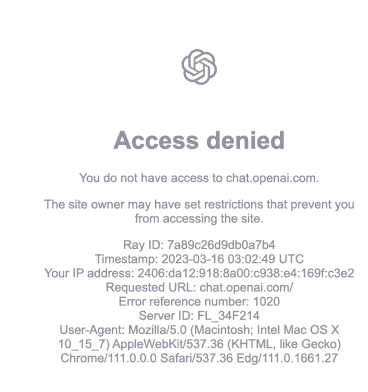 Access denied
You do not have access to chat.openai.com.
The site owner may have set restrictions that prevent you
from accessing the site.
Ray ID: 7a89c26d9db0a7b4
Timestamp: 2023-03-16 03:02:49 UTC
Your IP address: 2406:da12:918:8a00:c938:e4:169f:c3e2
Requested URL: chat.openai.com/
Error reference number: 1020
Server ID: FL_34F214
User-Agent: Mozilla/5.0 (Macintosh; Intel Mac OS X
10_15_7) AppleWebKit/537.36 (KHTML, like Gecko)
Chrome/111.0.0.0 Safari/537.36 Edg/111.0.1661.27